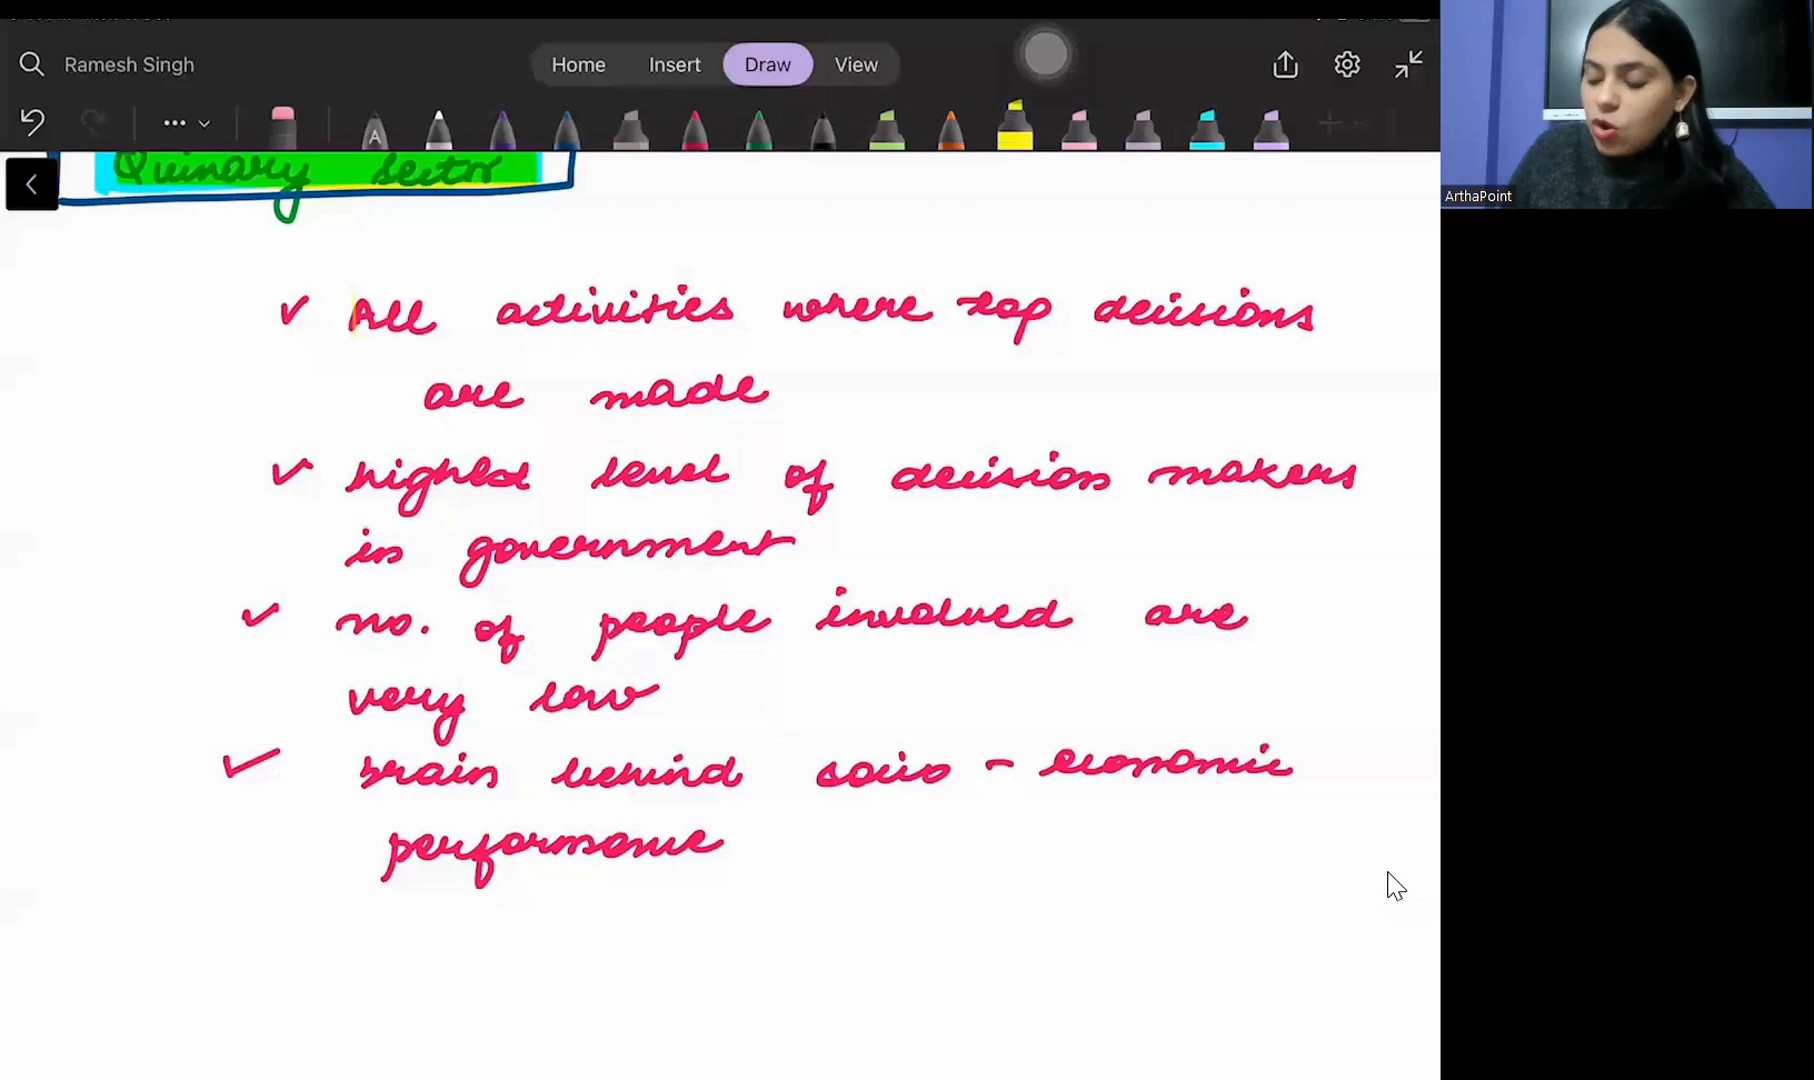 Ramesh Singh
Home Insert Draw View
A
ArthaPoint
Quinary sector
All activities where top decisions
are made
highest level of decision makers
in government
no. of people involved are
very low
brain behind socio - economic
performance